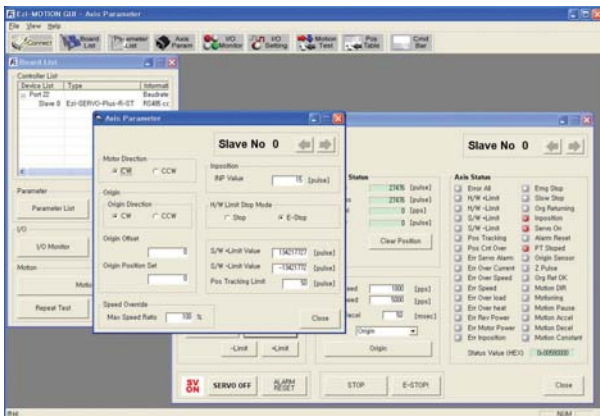 Ezi-MOTION GUI - Axis Parameter
File View Help
Connect
Board List
Parameter List
Axis Param
I/O Monitor
I/O Setting
Motion Test
Pos Table
Cmd Bar
Board List
Controller List
Device List Type Informati
Port 22 Baudrate
Slave 0 Ezi-SERVO-Plus-R-ST RS485 cc
Parameter
Parameter List
I/O
I/O Monitor
Motion
Repeat Test
Axis Parameter
Slave No 0
Motor Direction
CW CCW
Origin
Origin Direction
CW CCW
Origin Offset
0
Origin Position Set
0
Speed Override
Max Speed Ratio 100 %
Inposition
INP Value 15 [pulse]
H/W Limit Stop Mode
Stop E-Stop
S/W +Limit Value 134217727 [pulse]
S/W -Limit Value
Pos Tracking Limit 50 [pulse]
Close
Slave No 0
Status
[pulse]
[pulse]
0 [pps]
0 [pulse]
Clear Position
1000 [pps]
5000 [pps]
50 [msec]
Origin
-Limit +Limit
Origin
Axis Status
Error All
H/W +Limit
H/W -Limit
S/W +Limit
S/W -Limit
Pos Tracking
Pos Cnt Over
Err Servo Alarm
Err Over Current
Err Over Speed
Err Speed
Err Over load
Err Over heat
Err Rev Power
Err Motor Power
Err Inposition
Emg Stop
Slow Stop
Org Returning
Inposition
Servo On
Alarm Reset
PT Stoped
Origin Sensor
Z Pulse
Org Ret OK
Motion DIR
Motioning
Motion Pause
Motion Accel
Motion Decel
Motion Constant
Status Value (HEX)
SV ON
SERVO OFF
ALARM RESET
STOP
E-STOP!
Close
NUM